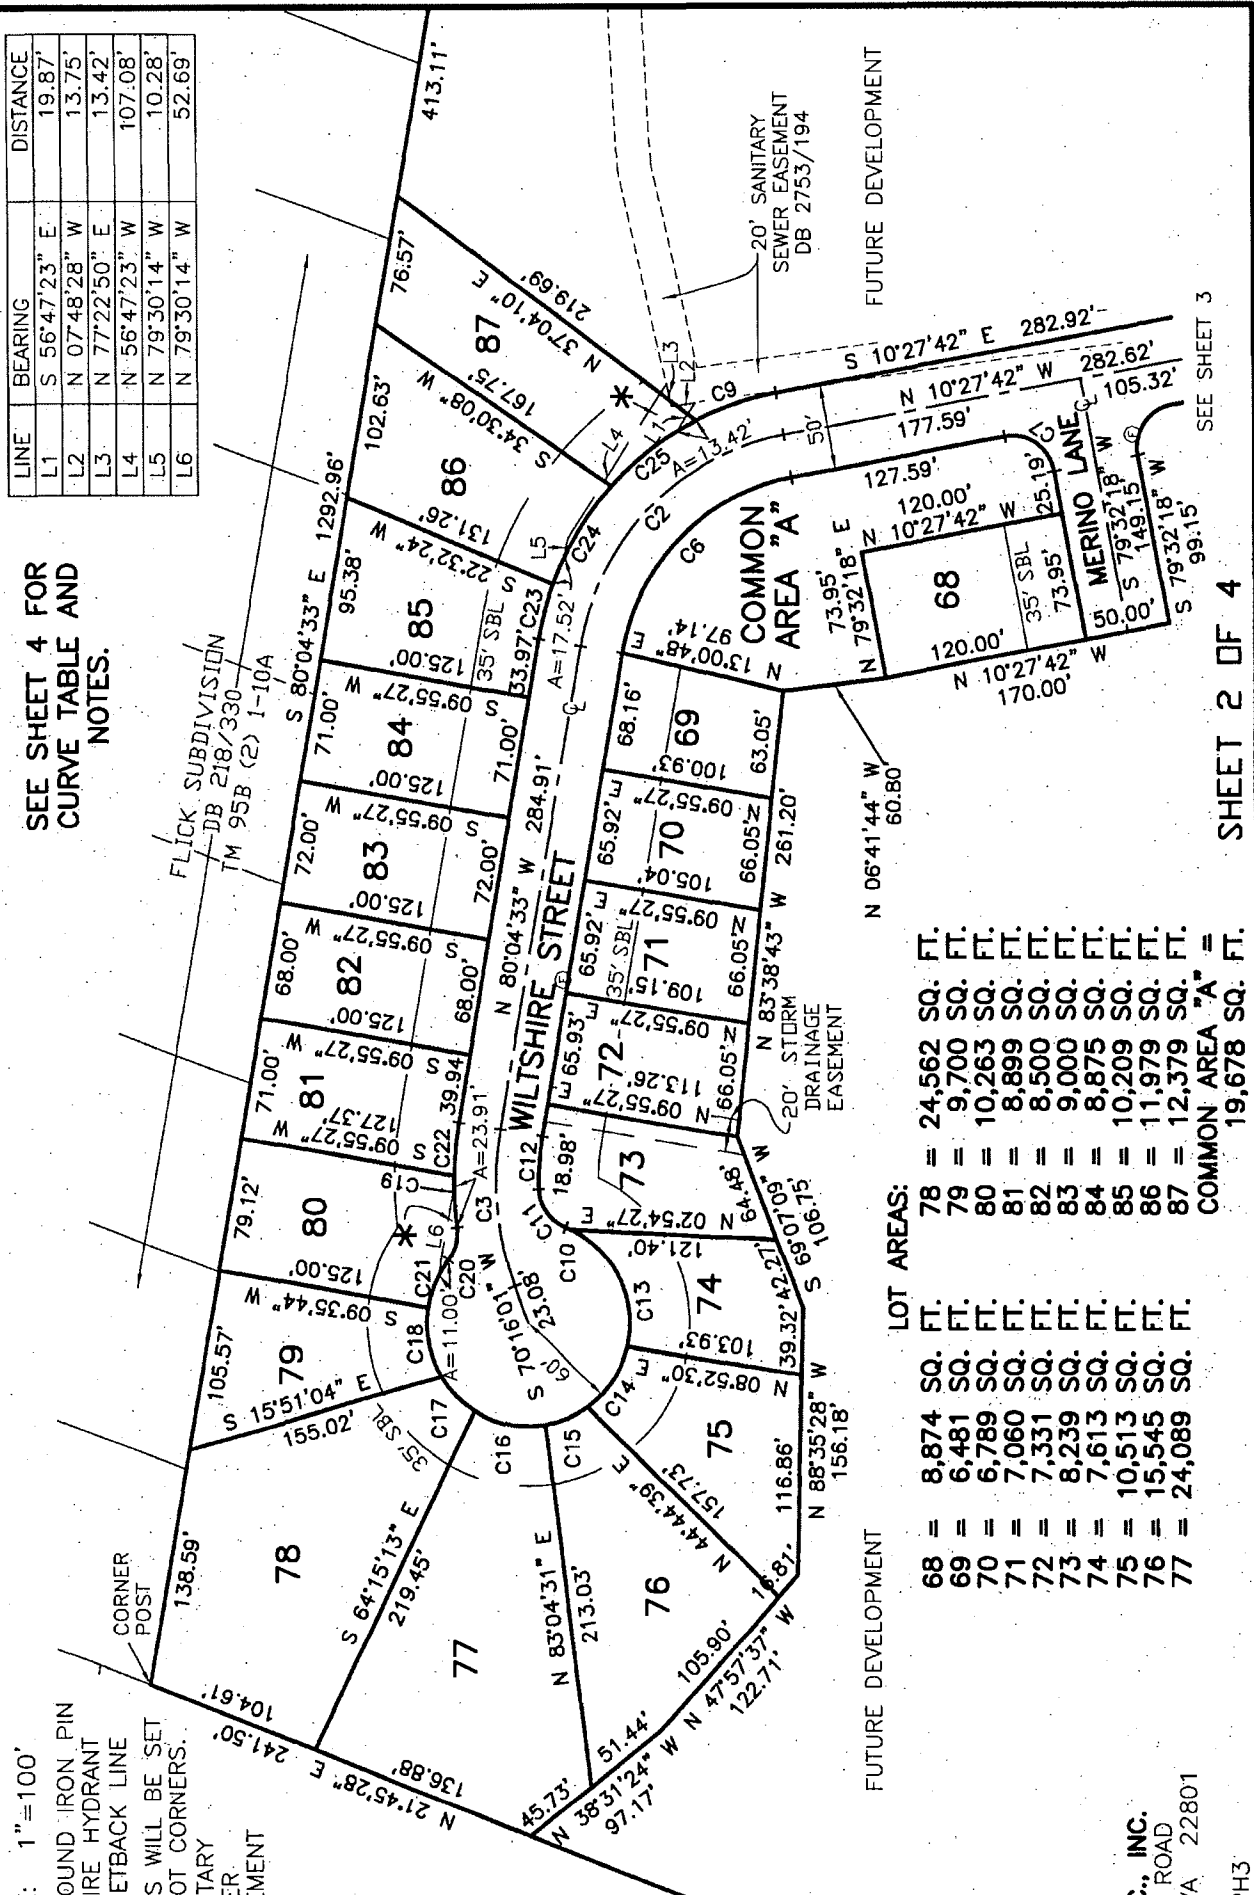 SEE SHEET 4 FOR
CURVE TABLE AND
NOTES.
LINE BEARING DISTANCE
L1 S 56°47'23" E 19.87'
L2 N 07°48'28" W 13.75'
L3 N 77°22'50" E 13.42'
L4 N 56°47'23" W 107.08'
L5 N 79°30'14" W 10.28'
L6 N 79°30'14" W 52.69'
: 1"=100'
OUND IRON PIN
IRE HYDRANT
ETBACK LINE
S WILL BE SET
OT CORNERS.
TARY
ER
EMENT
CORNER
POST
FLICK SUBDIVISION
DB 218/330
TM 95B (2) 1-10A
S 80°04'33" E 1292.96'
138.59'
105.57'
79.12'
71.00'
68.00'
72.00'
71.00'
95.38'
102.63'
76.57'
413.11'
N 21°45'28" E 241.50'
104.61'
136.88'
78
S 64°15'13" E
219.45'
77
N 83°04'31" E
213.03'
76
45.73'
51.44'
N 38°31'24" W
97.17'
105.90'
16.81'
N 47°57'37" W
122.71'
N 44°44'39" E
157.73'
75
116.86'
N 88°35'28" W
156.18'
39.32'
N 08°52'30" E
103.93'
74
42.27'
64.48'
S 69°07'09" W
106.75'
N 02°54'27" E
121.40'
73
18.98'
79
S 15°51'04" E
155.02'
35' SBL
S 09°35'44" W
125.00'
80
S 09°55'27" W
127.37'
81
S 09°55'27" W
125.00'
82
S 09°55'27" W
125.00'
83
S 09°55'27" W
125.00'
84
S 09°55'27" W
125.00'
85
35' SBL
S 22°32'24" W
131.26'
86
S 34°30'08" W
167.75'
87
N 37°04'10" E
219.69'
C10
C11
C12
C13
C14
C15
C16
C17
C18
C19
C20
C21
C22
C3
L6
A=11.00'
A=23.91'
S 70°16'01" W
23.08'
60'
39.94
68.00'
72.00'
71.00'
33.97'
C23
C24
C25
L5
L4
L1
L2
L3
A=17.52'
A=13.42'
C2
C6
C9
50'
N 80°04'33" W 284.91'
WILTSHIRE STREET
N 09°55'27" E
113.26'
72
65.93'
66.05'
N 09°55'27" E
109.15'
71
35' SBL
65.92'
66.05'
N 09°55'27" E
105.04'
70
65.92'
66.05'
N 09°55'27" E
100.93'
69
68.16'
63.05'
N 13°00'48" E
97.14'
N 83°38'43" W 261.20'
20' STORM
DRAINAGE
EASEMENT
N 06°41'44" W
60.80'
COMMON
AREA "A"
N 79°32'18" E
73.95'
68
120.00'
N 10°27'42" W
120.00'
35' SBL
73.95'
25.19'
C1
127.59'
N 10°27'42" W
170.00'
50.00'
MERINO LANE
S 79°32'18" W
149.15'
S 79°32'18" W
99.15'
N 10°27'42" W
177.59'
282.62'
105.32'
S 10°27'42" E 282.92'
20' SANITARY
SEWER EASEMENT
DB 2753/194
FUTURE DEVELOPMENT
SEE SHEET 3
FUTURE DEVELOPMENT
LOT AREAS:
68 = 8,874 SQ. FT.
69 = 6,481 SQ. FT.
70 = 6,789 SQ. FT.
71 = 7,060 SQ. FT.
72 = 7,331 SQ. FT.
73 = 8,239 SQ. FT.
74 = 7,613 SQ. FT.
75 = 10,513 SQ. FT.
76 = 15,545 SQ. FT.
77 = 24,089 SQ. FT.
78 = 24,562 SQ. FT.
79 = 9,700 SQ. FT.
80 = 10,263 SQ. FT.
81 = 8,899 SQ. FT.
82 = 8,500 SQ. FT.
83 = 9,000 SQ. FT.
84 = 8,875 SQ. FT.
85 = 10,209 SQ. FT.
86 = 11,979 SQ. FT.
87 = 12,379 SQ. FT.
COMMON AREA "A" =
19,678 SQ. FT.
SHEET 2 OF 4
C., INC.
ROAD
VA 22801
PH3